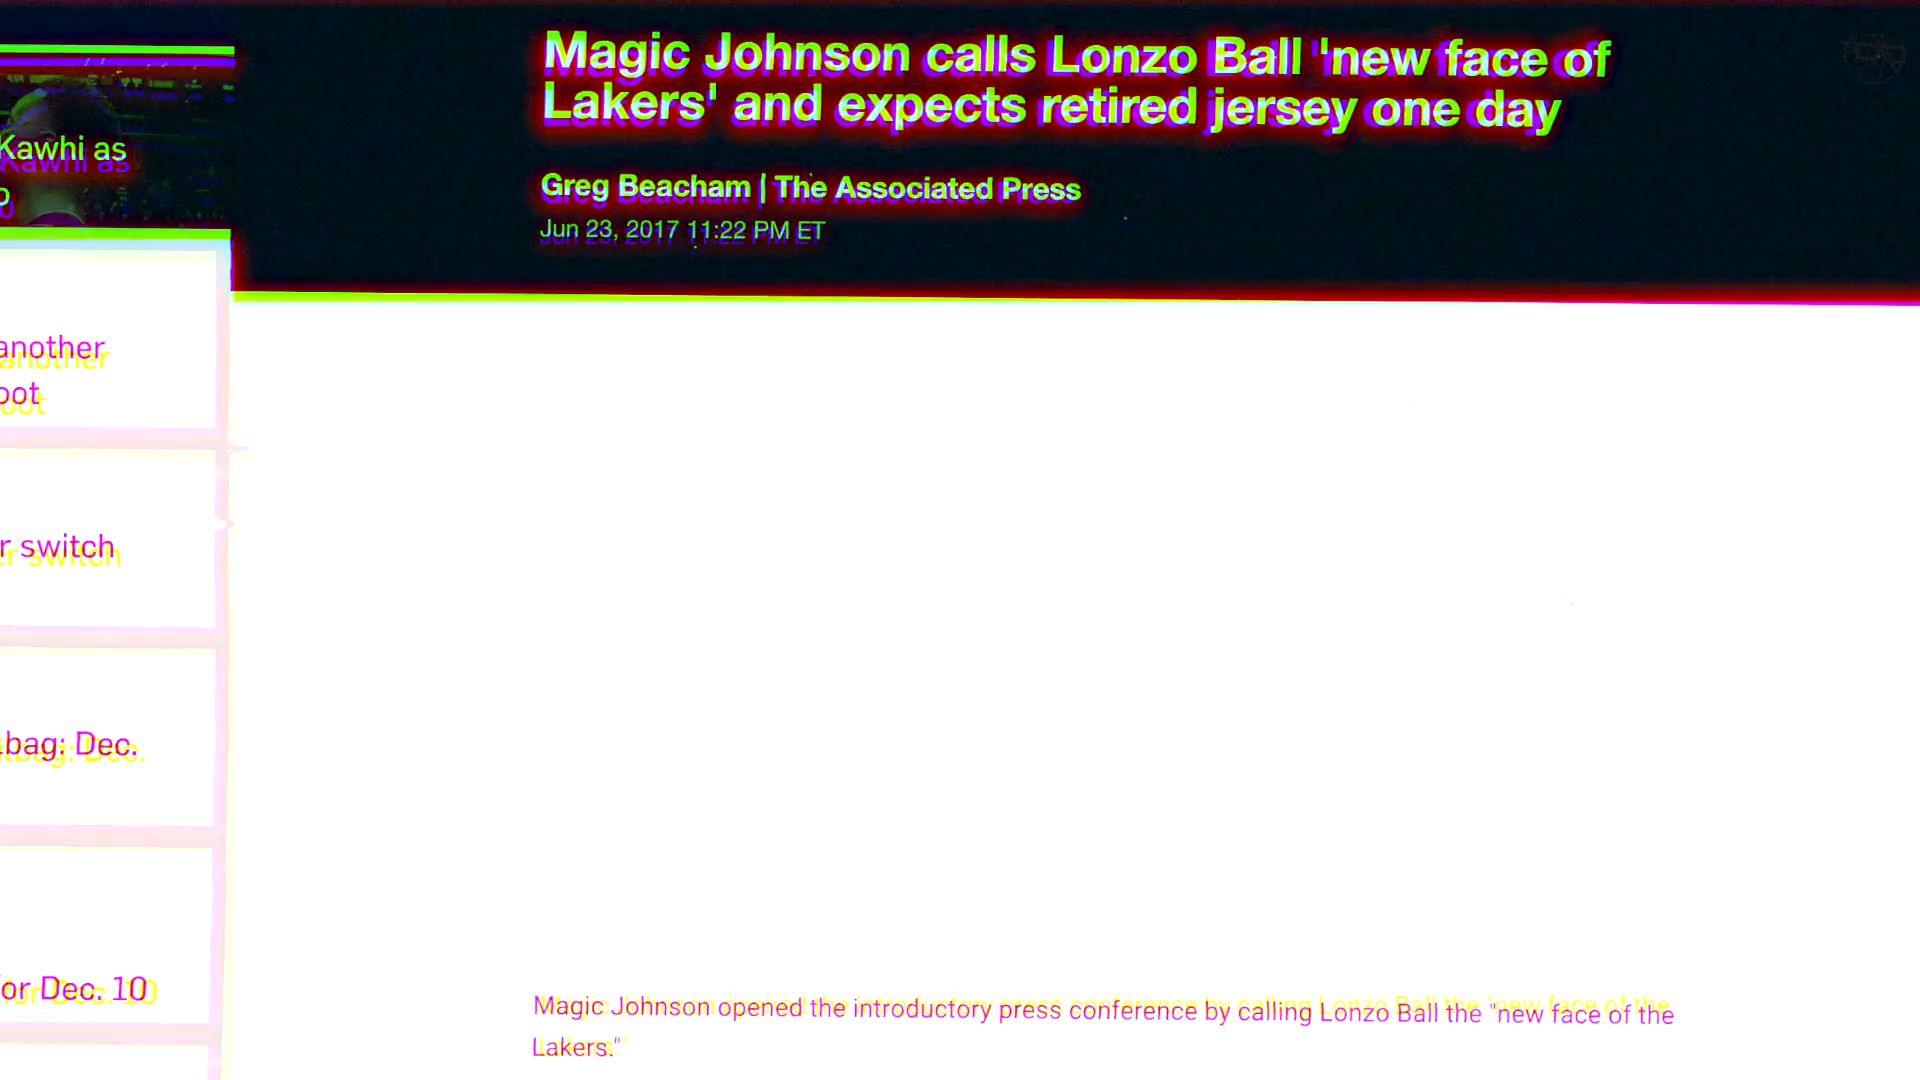 Magic Johnson calls Lonzo Ball 'new face of
Lakers' and expects retired jersey one day
Greg Beacham | The Associated Press
Jun 23, 2017 11:22 PM ET
Kawhi as
another
switch
Dec.
Dec. 10
Magic Johnson opened the introductory press conference by calling Lonzo Ball the "new face of the
Lakers."